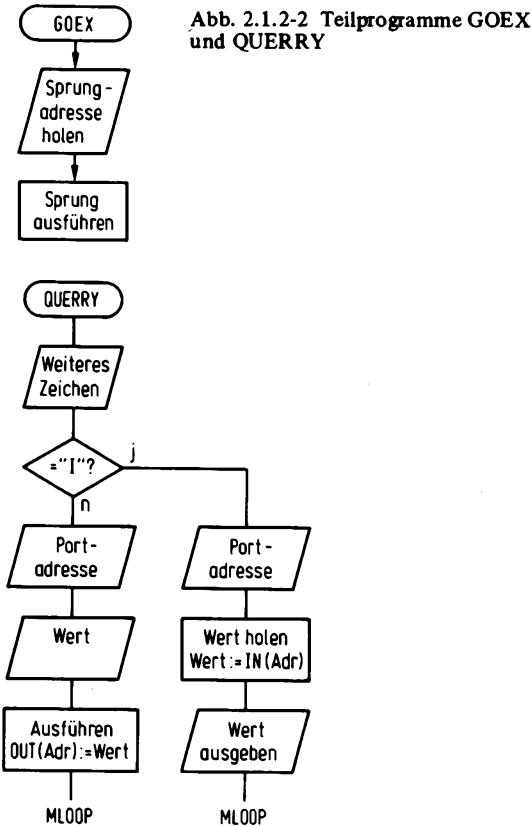 GOEX
Abb. 2.1.2-2 Teilprogramme GOEX
und QUERRY
Sprung-
adresse
holen
Sprung
ausführen
QUERRY
Weiteres
Zeichen
="I"?
j
n
Port-
adresse
Wert
Ausführen
OUT(Adr):=Wert
MLOOP
Port-
adresse
Wert holen
Wert:=IN(Adr)
Wert
ausgeben
MLOOP